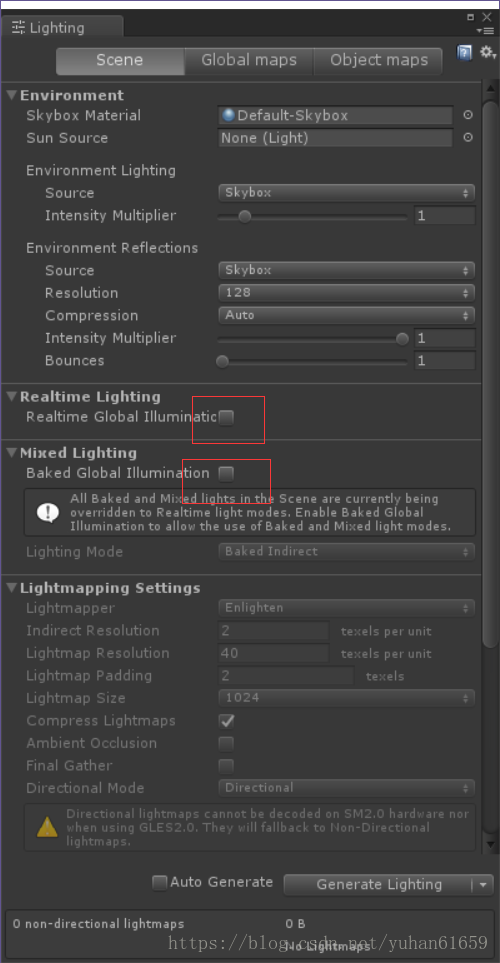 Lighting
Scene Global maps Object maps
Environment
Skybox Material Default-Skybox
Sun Source None (Light)
Environment Lighting
Source Skybox
Intensity Multiplier 1
Environment Reflections
Source Skybox
Resolution 128
Compression Auto
Intensity Multiplier 1
Bounces 1
Realtime Lighting
Realtime Global Illuminatic
Mixed Lighting
Baked Global Illumination
All Baked and Mixed lights in the Scene are currently being
overridden to Realtime light modes. Enable Baked Global
Illumination to allow the use of Baked and Mixed light modes.
Lighting Mode Baked Indirect
Lightmapping Settings
Lightmapper Enlighten
Indirect Resolution 2 texels per unit
Lightmap Resolution 40 texels per unit
Lightmap Padding 2 texels
Lightmap Size 1024
Compress Lightmaps
Ambient Occlusion
Final Gather
Directional Mode Directional
Directional lightmaps cannot be decoded on SM2.0 hardware nor
when using GLES2.0. They will fallback to Non-Directional
lightmaps.
Auto Generate Generate Lighting
0 non-directional lightmaps 0 B
No Lightmaps
https://blog.csdn.net/yuhan61659